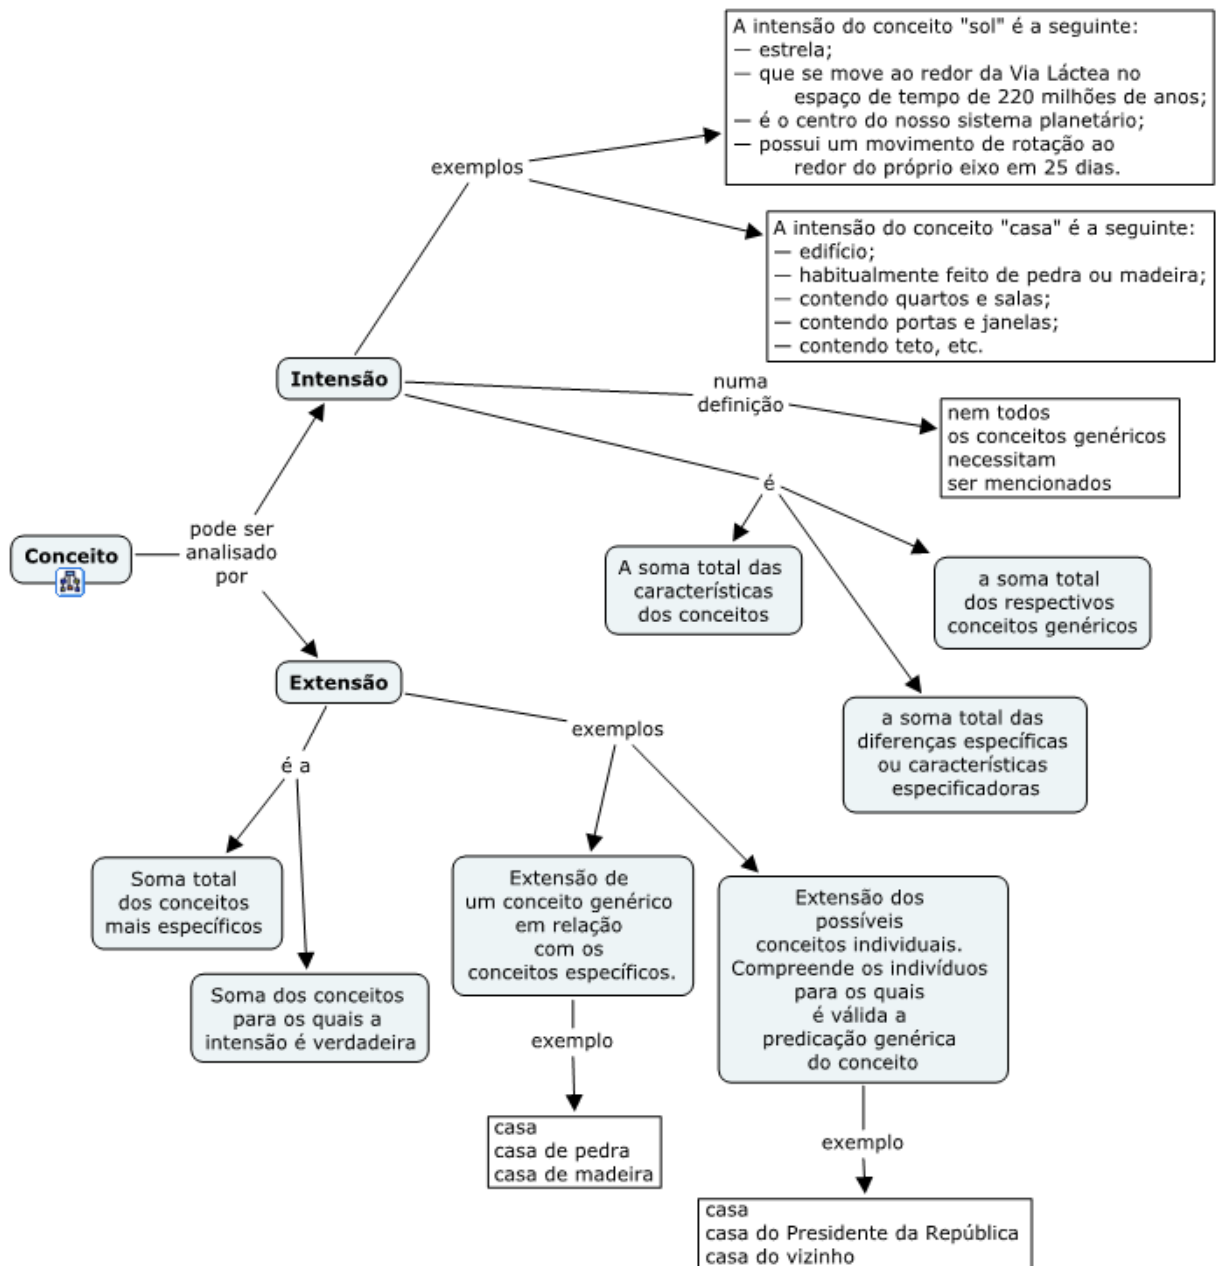 A intensão do conceito "sol" é a seguinte:
— estrela;
— que se move ao redor da Via Láctea no
espaço de tempo de 220 milhões de anos;
— é o centro do nosso sistema planetário;
— possui um movimento de rotação ao
redor do próprio eixo em 25 dias.
exemplos
A intensão do conceito "casa" é a seguinte:
— edifício;
— habitualmente feito de pedra ou madeira;
— contendo quartos e salas;
— contendo portas e janelas;
— contendo teto, etc.
Intensão
numa
definição
nem todos
os conceitos genéricos
necessitam
ser mencionados
é
pode ser
analisado
por
Conceito
A soma total das
características
dos conceitos
a soma total
dos respectivos
conceitos genéricos
a soma total das
diferenças específicas
ou características
especificadoras
Extensão
é a
exemplos
Soma total
dos conceitos
mais específicos
Soma dos conceitos
para os quais a
intensão é verdadeira
Extensão de
um conceito genérico
em relação
com os
conceitos específicos.
Extensão dos
possíveis
conceitos individuais.
Compreende os indivíduos
para os quais
é válida a
predicação genérica
do conceito
exemplo
casa
casa de pedra
casa de madeira
exemplo
casa
casa do Presidente da República
casa do vizinho